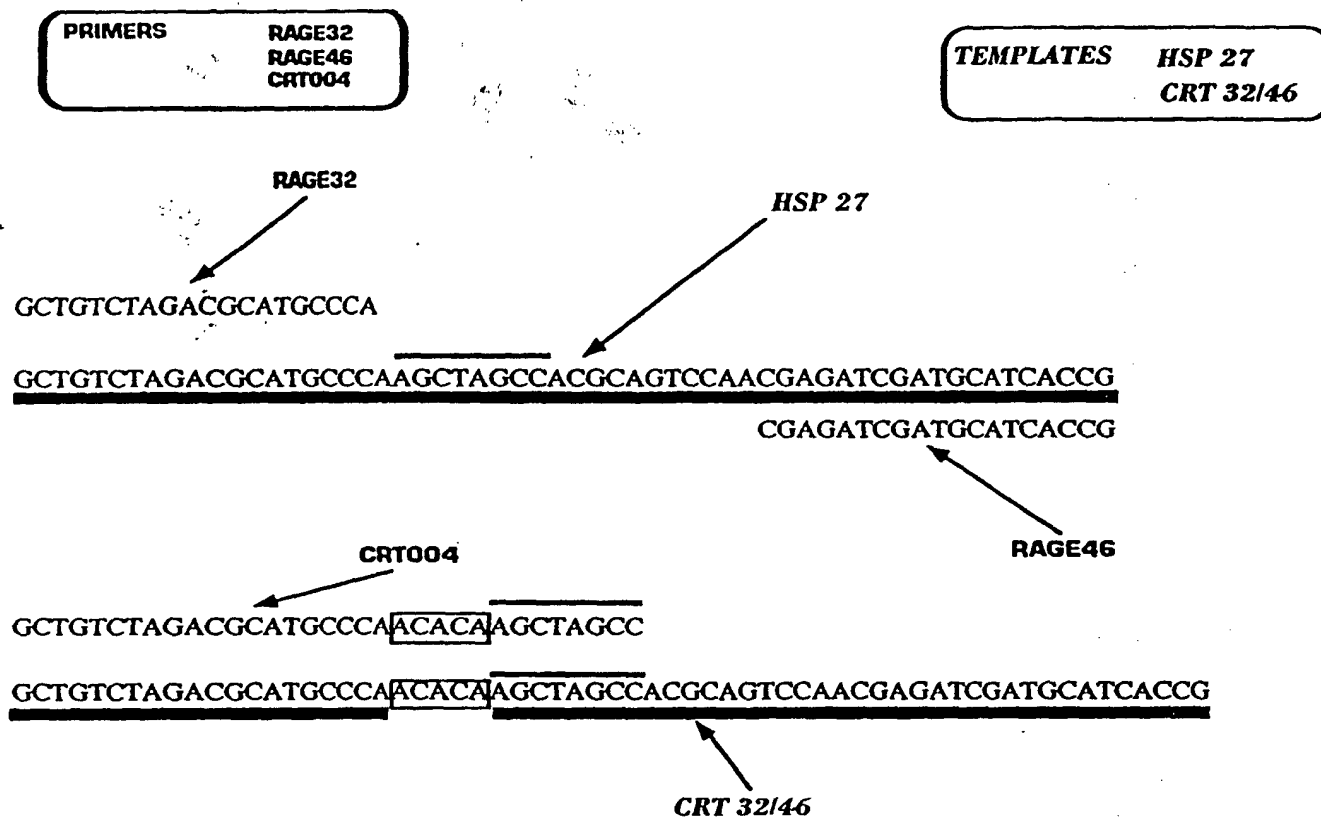 PRIMERS RAGE32
RAGE46
CRT004
TEMPLATES HSP 27
CRT 32/46
RAGE32
HSP 27
GCTGTCTAGACGCATGCCCA
GCTGTCTAGACGCATGCCCAAGCTAGCCACGCAGTCCAACGAGATCGATGCATCACCG
CGAGATCGATGCATCACCG
RAGE46
CRT004
GCTGTCTAGACGCATGCCCAACACAAGCTAGCC
GCTGTCTAGACGCATGCCCAACACAAGCTAGCCACGCAGTCCAACGAGATCGATGCATCACCG
CRT 32/46